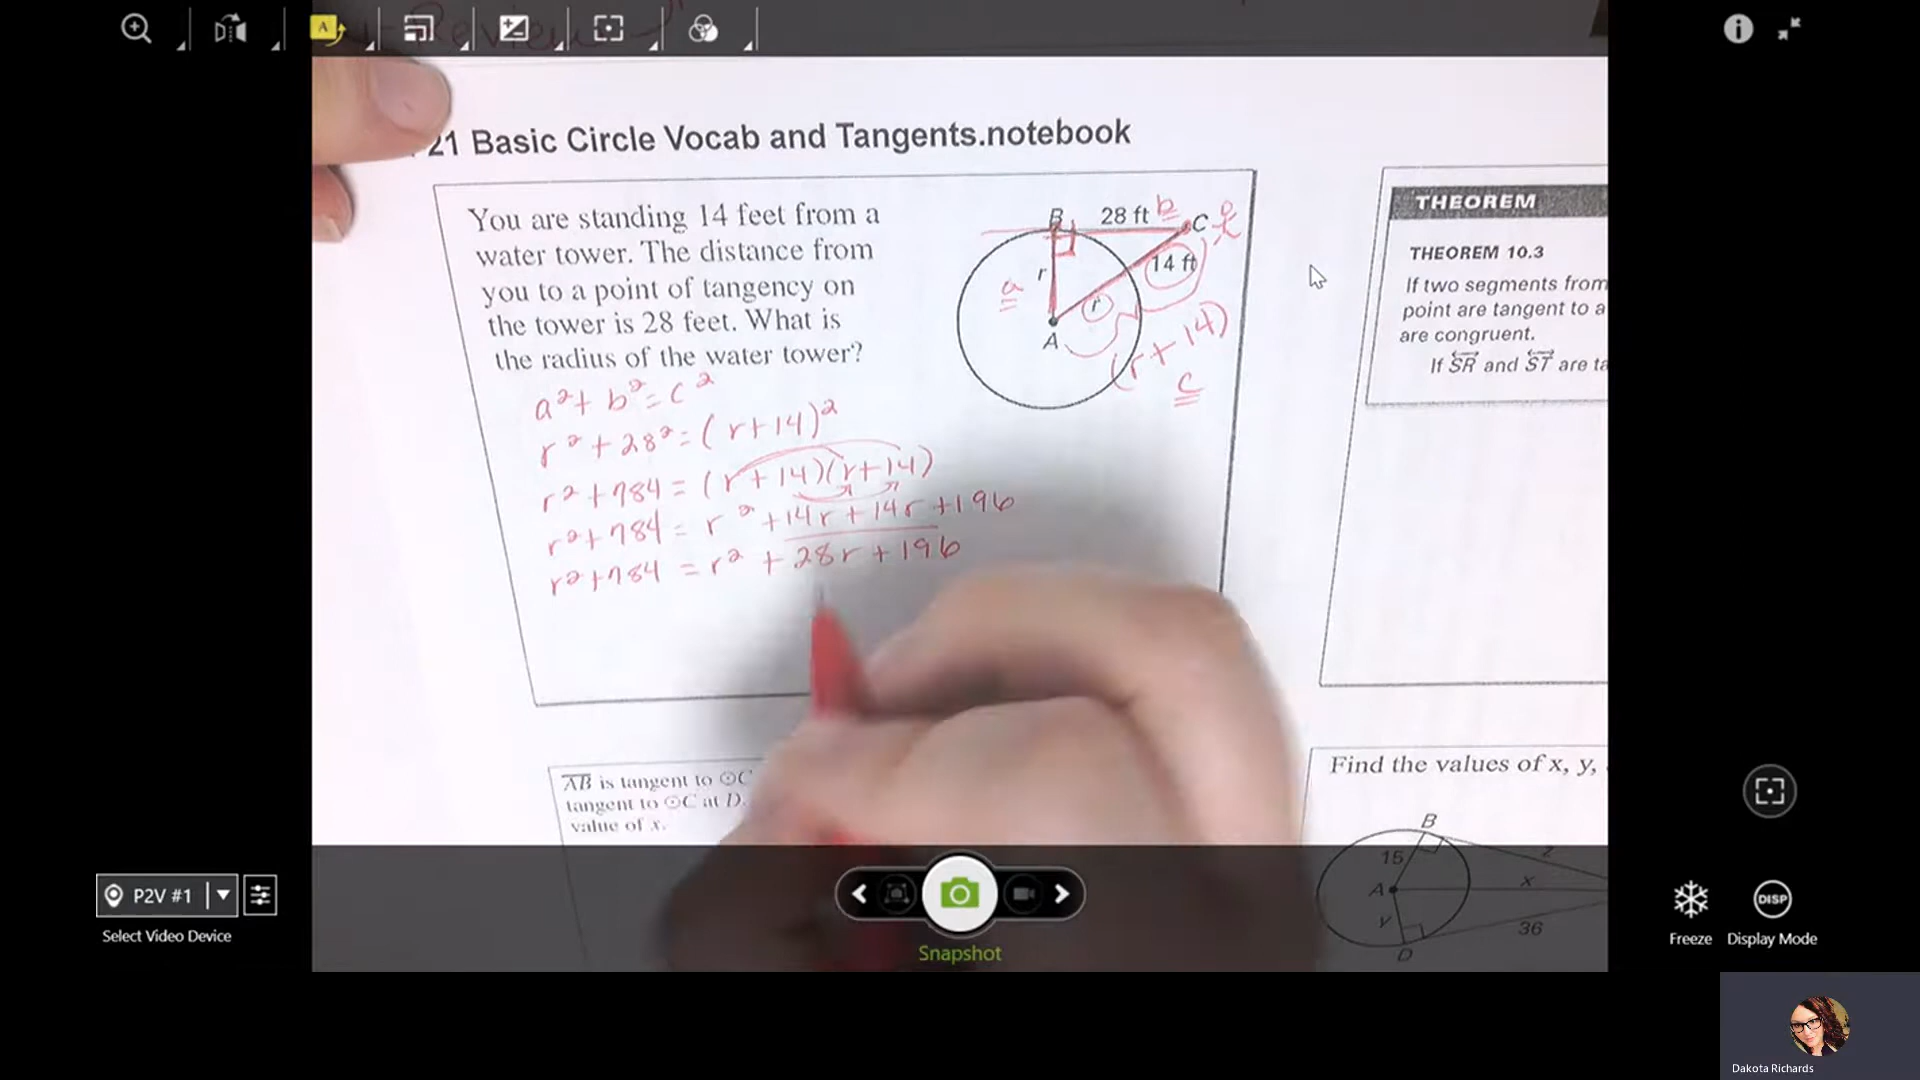 21 Basic Circle Vocab and Tangents.notebook
You are standing 14 feet from a
water tower. The distance from
you to a point of tangency on
the tower is 28 feet. What is
the radius of the water tower?
B 28 ft b C
r 14 ft
a r
A
(r+14)
c
a²+ b²=c²
r²+28²=(r+14)²
r²+784=(r+14)(r+14)
r²+784= r²+14r+14r+196
r²+784=r²+28r+196
THEOREM
THEOREM 10.3
If two segments from
point are tangent to a
are congruent.
If SR and ST are ta
AB is tangent to ⊙C
tangent to ⊙C at D.
value of x.
Find the values of x, y,
B
15 z
A x
y 36
D
P2V #1
Select Video Device
Snapshot
Freeze
DISP
Display Mode
Dakota Richards